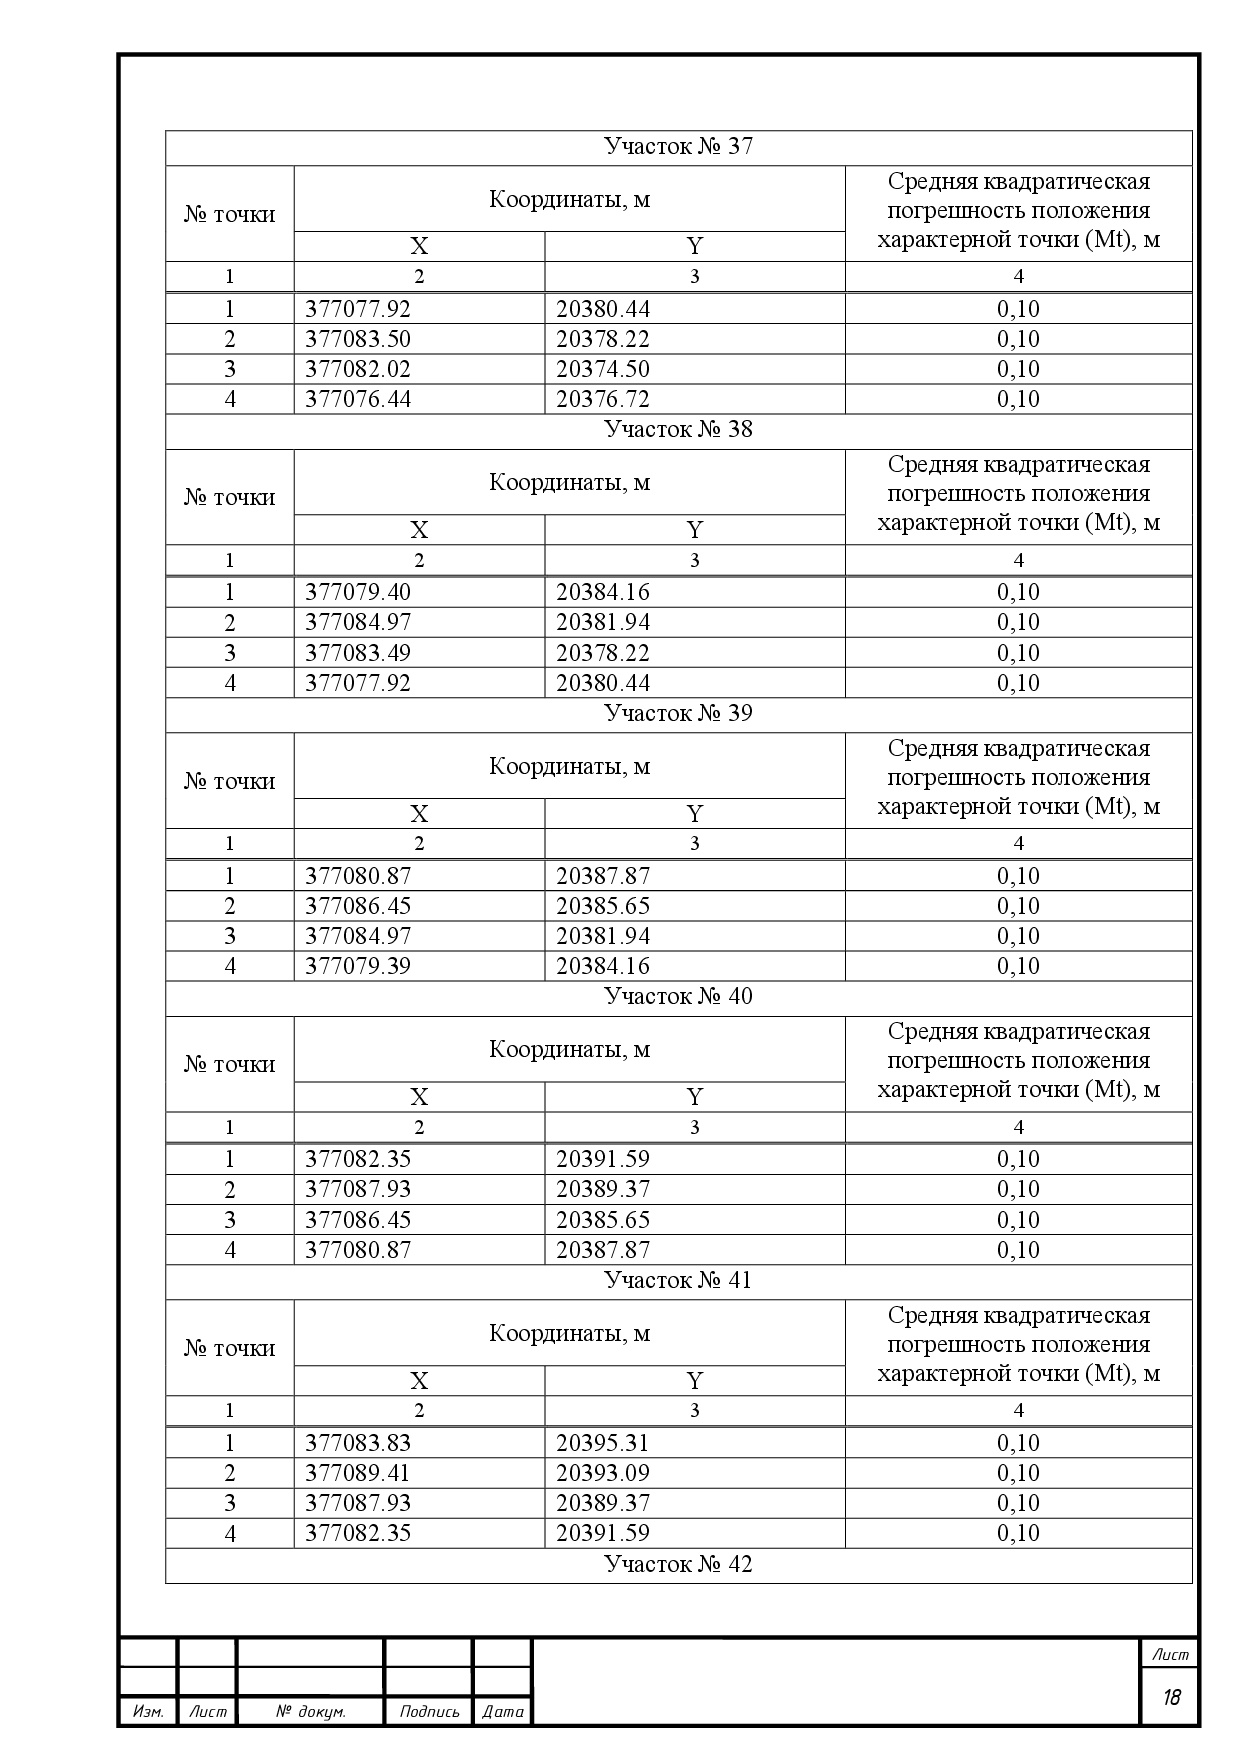 Участок № 37
№ точки Координаты, м Средняя квадратическая
погрешность положения
характерной точки (Mt), м
X Y
1 2 3 4
1 377077.92 20380.44 0,10
2 377083.50 20378.22 0,10
3 377082.02 20374.50 0,10
4 377076.44 20376.72 0,10
Участок № 38
№ точки Координаты, м Средняя квадратическая
погрешность положения
характерной точки (Mt), м
X Y
1 2 3 4
1 377079.40 20384.16 0,10
2 377084.97 20381.94 0,10
3 377083.49 20378.22 0,10
4 377077.92 20380.44 0,10
Участок № 39
№ точки Координаты, м Средняя квадратическая
погрешность положения
характерной точки (Mt), м
X Y
1 2 3 4
1 377080.87 20387.87 0,10
2 377086.45 20385.65 0,10
3 377084.97 20381.94 0,10
4 377079.39 20384.16 0,10
Участок № 40
№ точки Координаты, м Средняя квадратическая
погрешность положения
характерной точки (Mt), м
X Y
1 2 3 4
1 377082.35 20391.59 0,10
2 377087.93 20389.37 0,10
3 377086.45 20385.65 0,10
4 377080.87 20387.87 0,10
Участок № 41
№ точки Координаты, м Средняя квадратическая
погрешность положения
характерной точки (Mt), м
X Y
1 2 3 4
1 377083.83 20395.31 0,10
2 377089.41 20393.09 0,10
3 377087.93 20389.37 0,10
4 377082.35 20391.59 0,10
Участок № 42
Лист
18
Изм. Лист № докум. Подпись Дата